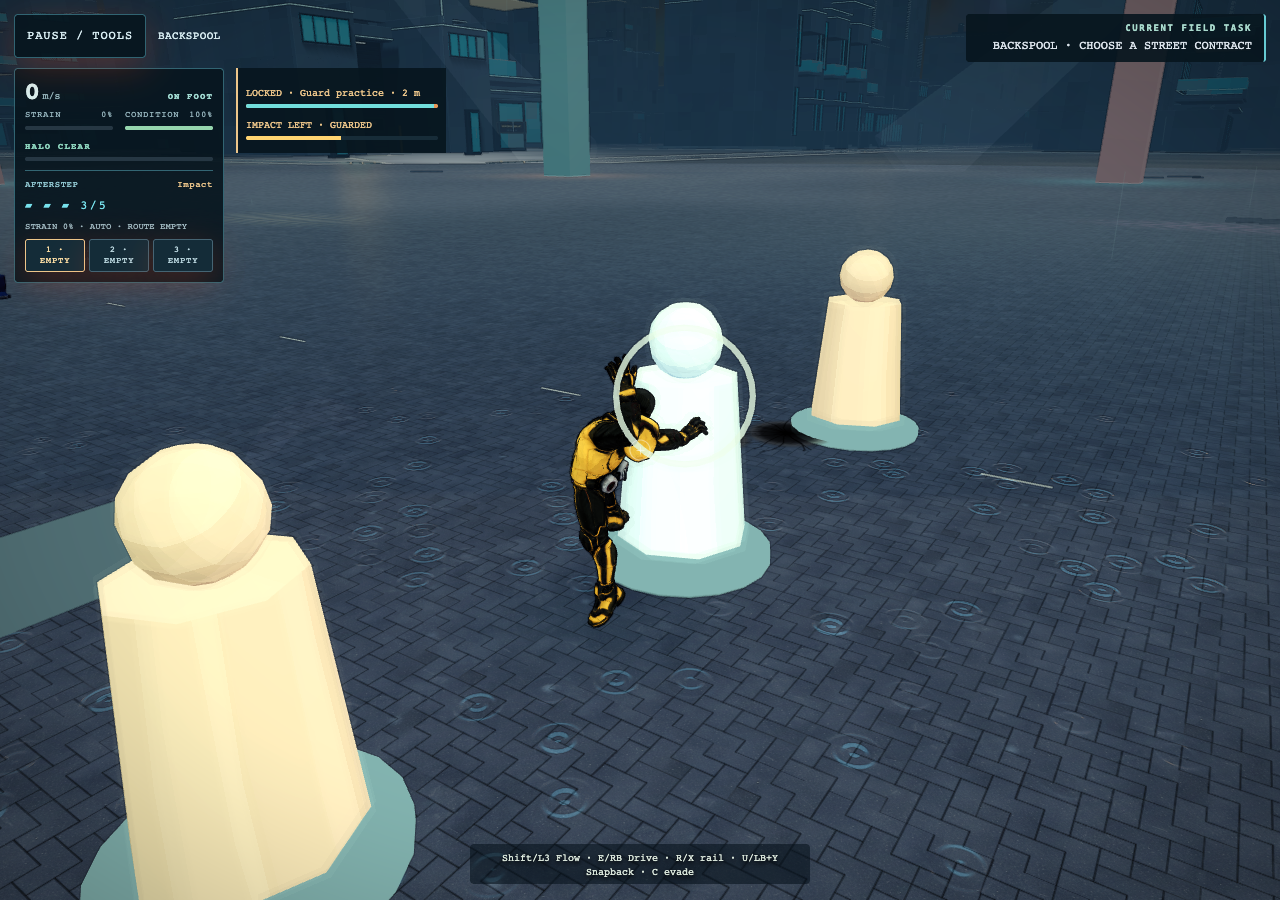 PAUSE / TOOLS
BACKSPOOL
CURRENT FIELD TASK
BACKSPOOL · CHOOSE A STREET CONTRACT
0 m/s
ON FOOT
STRAIN 0%
CONDITION 100%
HALO CLEAR
AFTERSTEP
Impact
3/5
STRAIN 0% · AUTO · ROUTE EMPTY
1 · EMPTY
2 · EMPTY
3 · EMPTY
LOCKED · Guard practice · 2 m
IMPACT LEFT · GUARDED
Shift/L3 Flow · E/RB Drive · R/X rail · U/LB+Y
Snapback · C evade